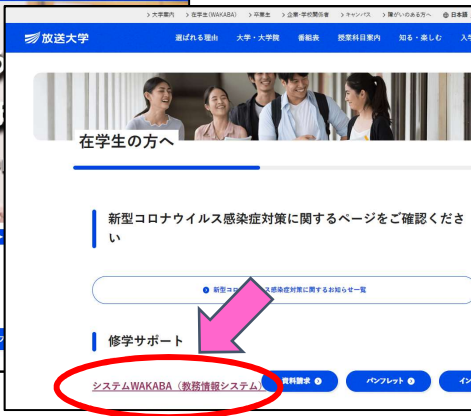 > 大学案内 > 在学生(WAKABA) > 卒業生 > 企業・学校関係者 > キャンパス > 障がいのある方へ 日本語
放送大学 選ばれる理由 大学・大学院 番組表 授業科目案内 知る・楽しむ 入学
在学生の方へ
新型コロナウイルス感染症対策に関するページをご確認くださ
い
新型コロ ス感染症対策に関するお知らせ一覧
修学サポート
システムWAKABA（教務情報システム）
資料請求 パンフレット イン